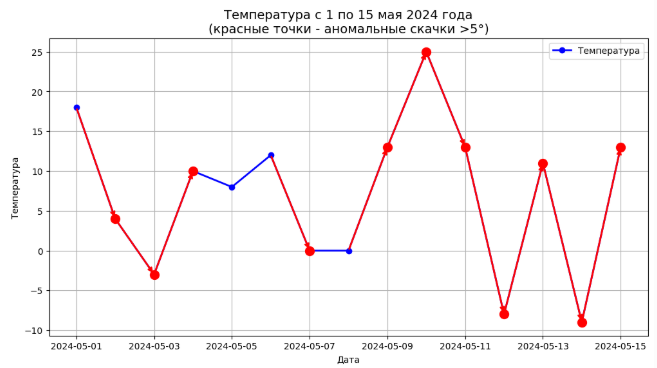 Температура с 1 по 15 мая 2024 года
(красные точки - аномальные скачки >5°)
Температура
25
20
15
10
5
0
−5
−10
Температура
2024-05-01 2024-05-03 2024-05-05 2024-05-07 2024-05-09 2024-05-11 2024-05-13 2024-05-15
Дата